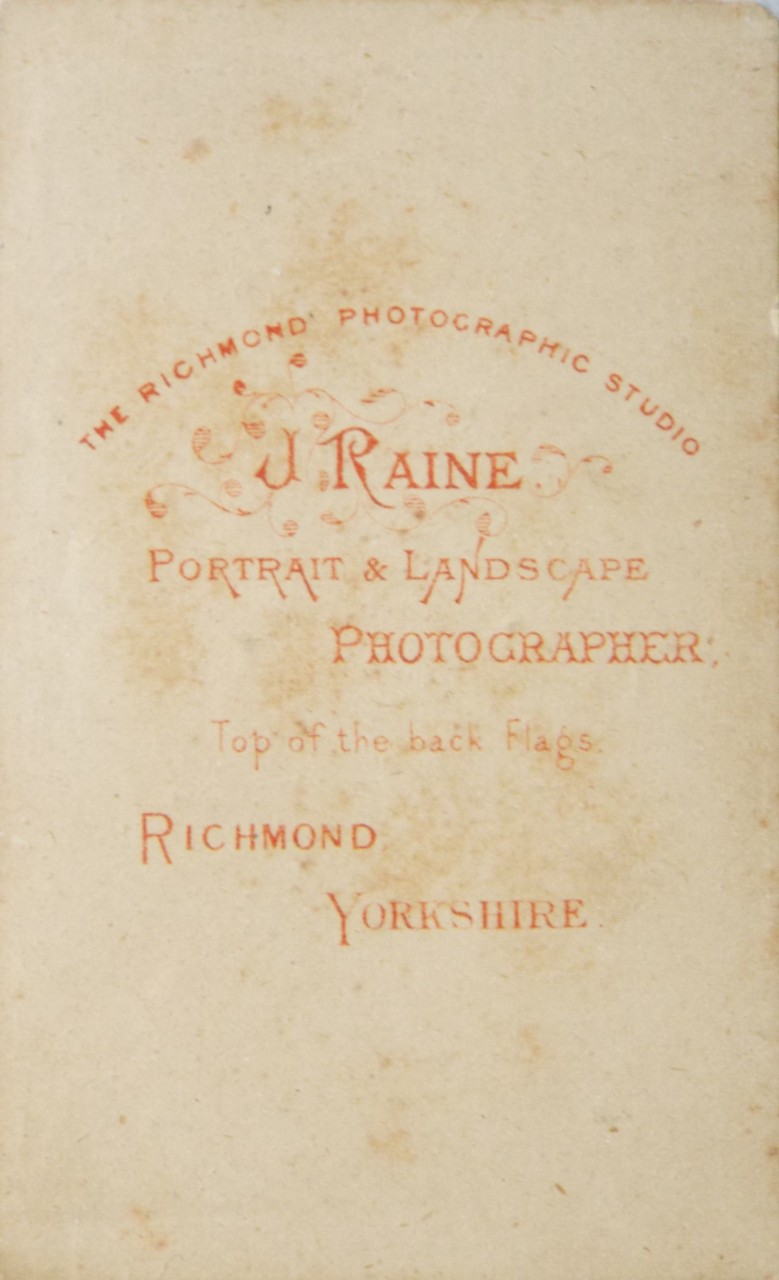 THE RICHMOND PHOTOGRAPHIC STUDIO
J RAINE
PORTRAIT & LANDSCAPE
PHOTOGRAPHER,
Top of the back Flags.
RICHMOND
YORKSHIRE.